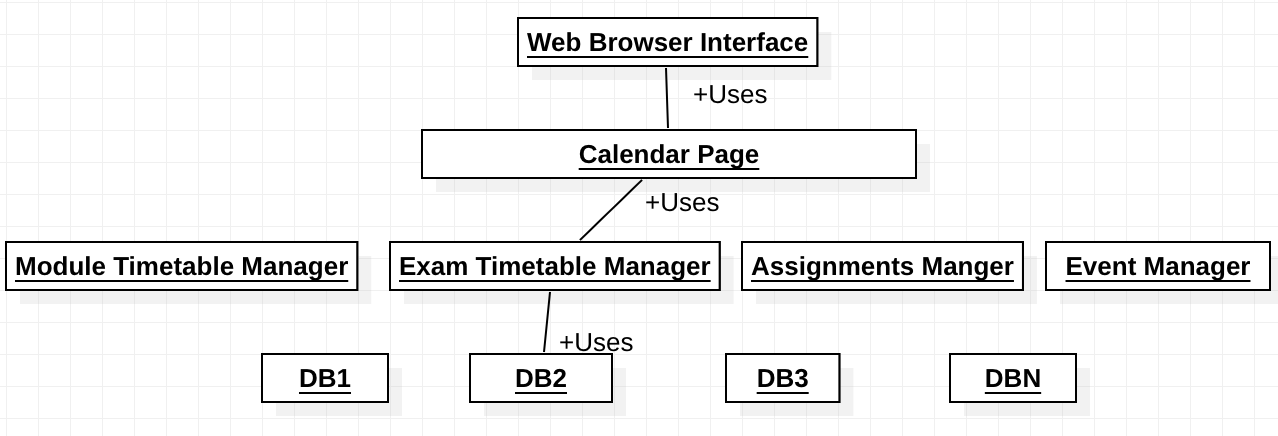 Web Browser Interface
+Uses
Calendar Page
+Uses
Module Timetable Manager
Exam Timetable Manager
Assignments Manger
Event Manager
+Uses
DB1
DB2
DB3
DBN